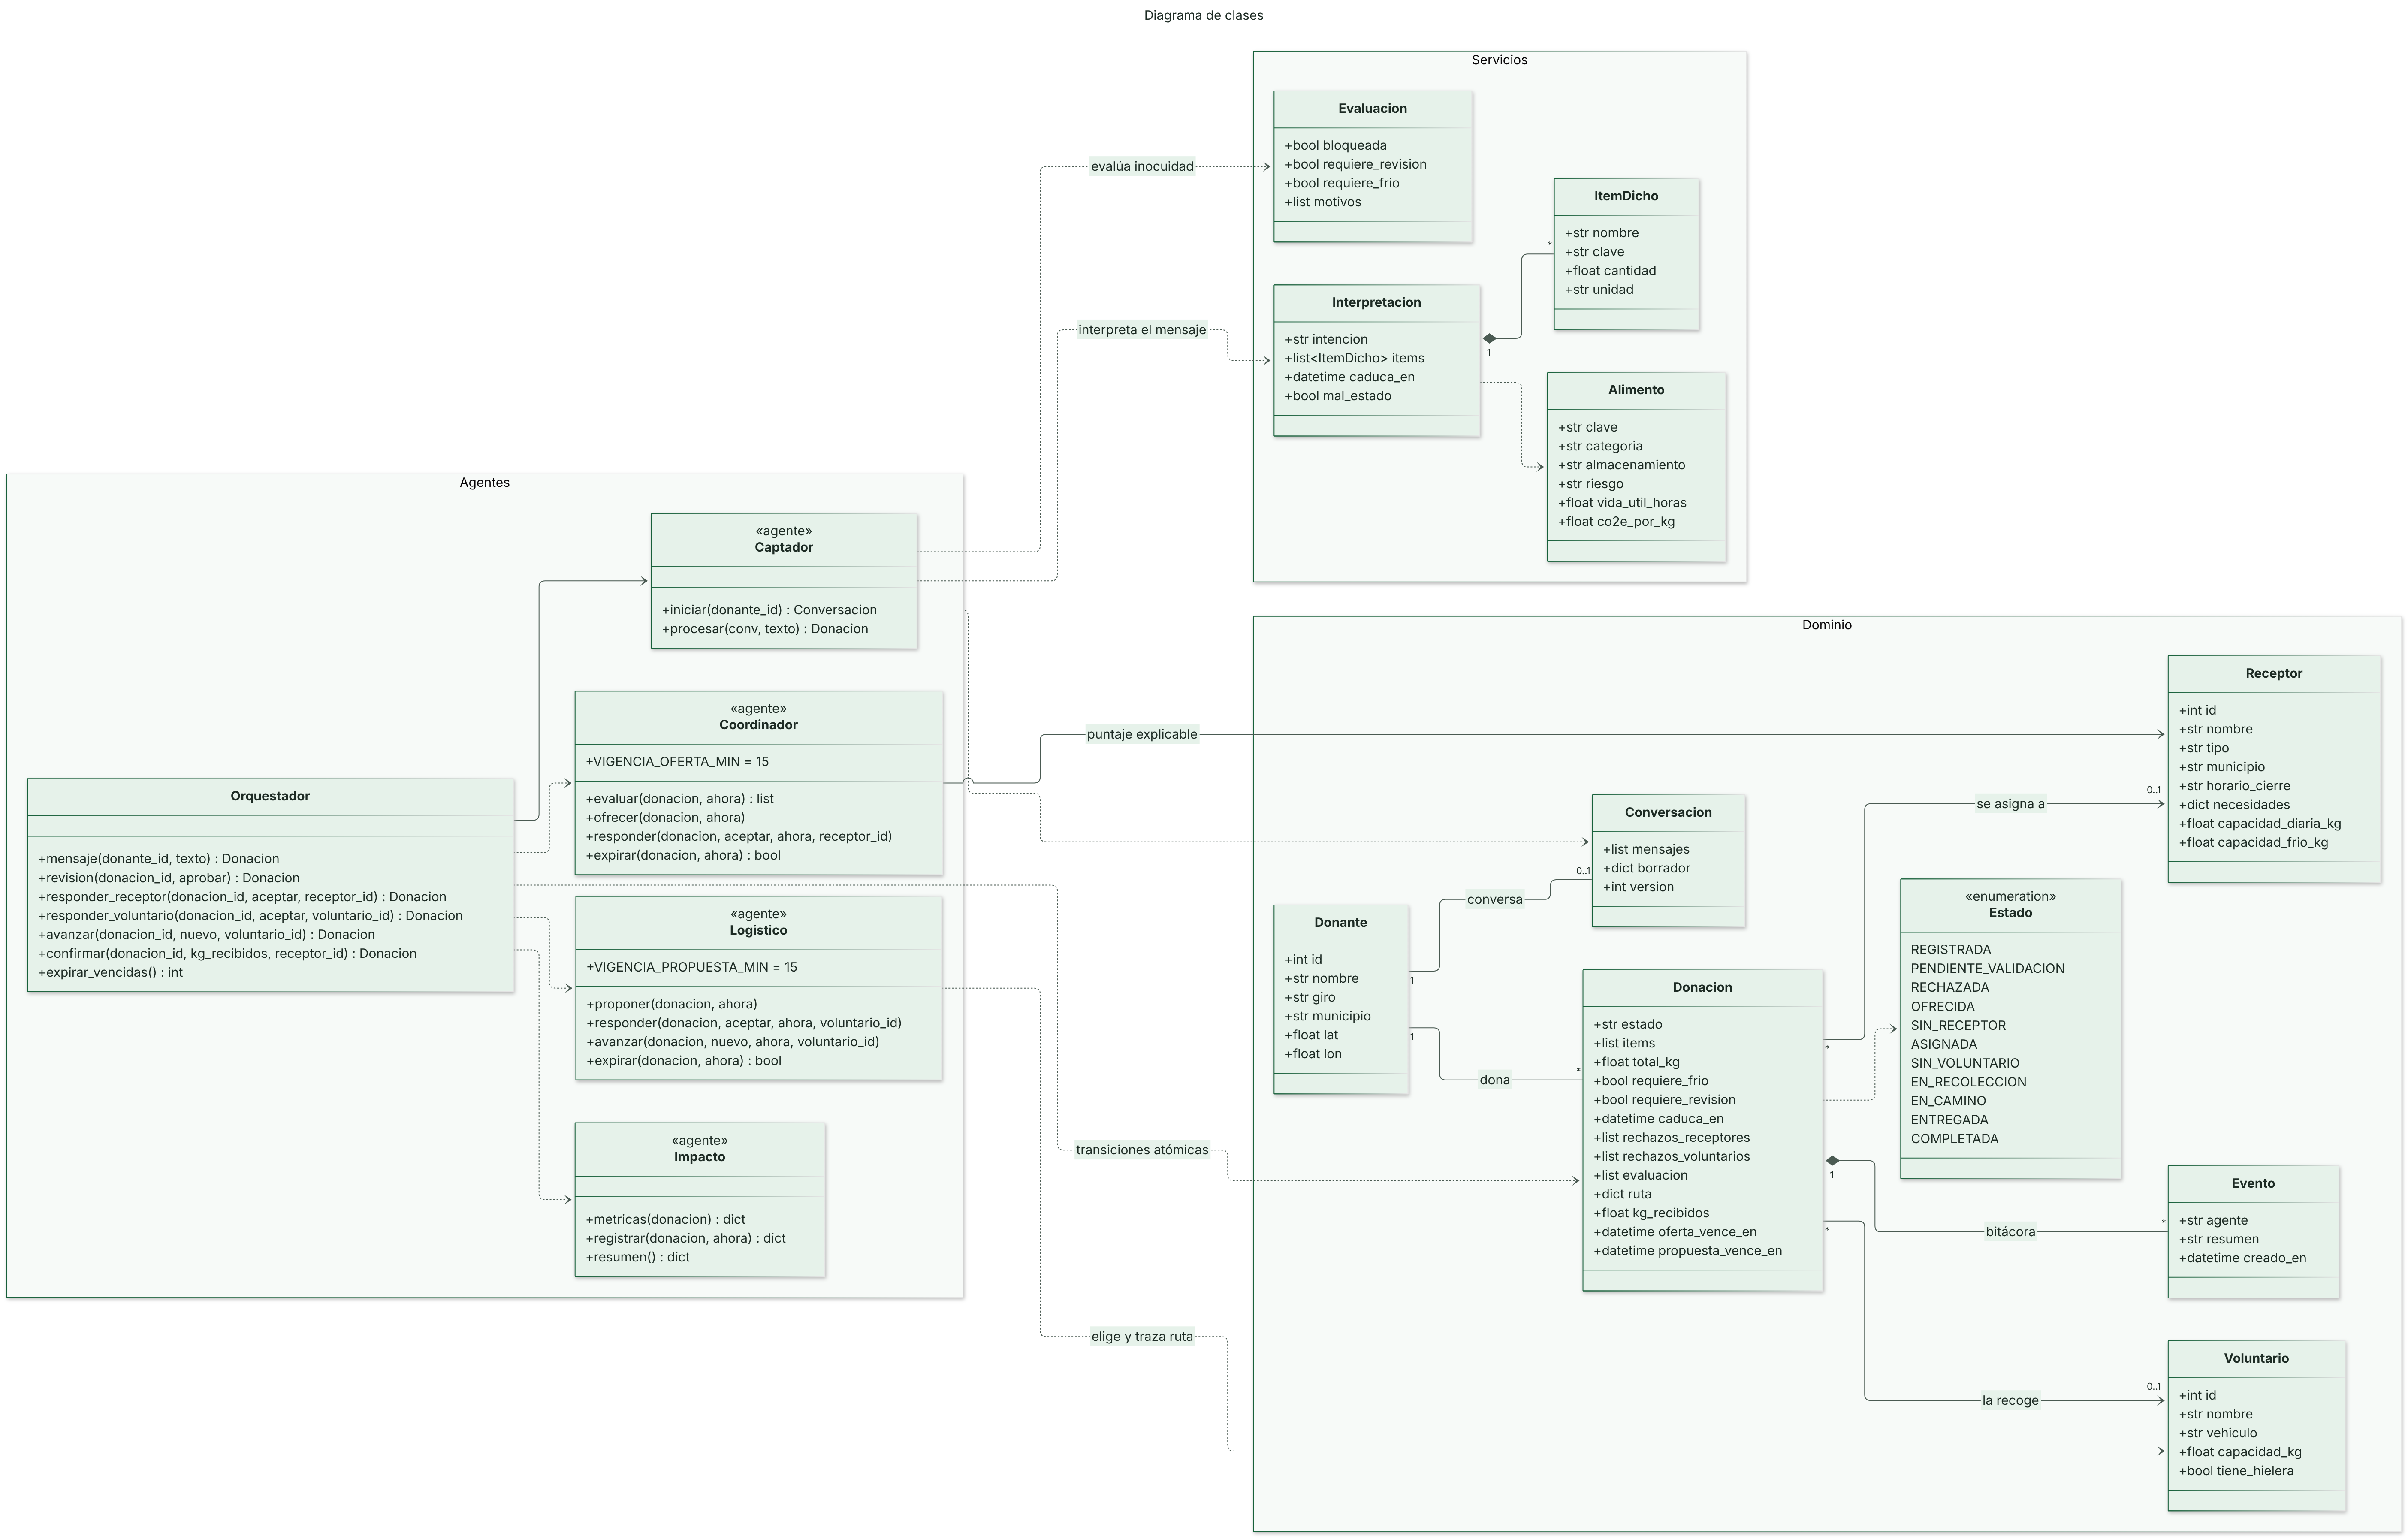 Diagrama de clases
Servicios
Evaluacion
+bool bloqueada
+bool requiere_revision
+bool requiere_frio
+list motivos
evalúa inocuidad
ItemDicho
+str nombre
+str clave
+float cantidad
+str unidad
*
Interpretacion
+str intencion
+list<ItemDicho> items
+datetime caduca_en
+bool mal_estado
1
interpreta el mensaje
Alimento
+str clave
+str categoria
+str almacenamiento
+str riesgo
+float vida_util_horas
+float co2e_por_kg
Agentes
«agente»
Captador
+iniciar(donante_id) : Conversacion
+procesar(conv, texto) : Donacion
«agente»
Coordinador
+VIGENCIA_OFERTA_MIN = 15
+evaluar(donacion, ahora) : list
+ofrecer(donacion, ahora)
+responder(donacion, aceptar, ahora, receptor_id)
+expirar(donacion, ahora) : bool
Orquestador
+mensaje(donante_id, texto) : Donacion
+revision(donacion_id, aprobar) : Donacion
+responder_receptor(donacion_id, aceptar, receptor_id) : Donacion
+responder_voluntario(donacion_id, aceptar, voluntario_id) : Donacion
+avanzar(donacion_id, nuevo, voluntario_id) : Donacion
+confirmar(donacion_id, kg_recibidos, receptor_id) : Donacion
+expirar_vencidas() : int
«agente»
Logistico
+VIGENCIA_PROPUESTA_MIN = 15
+proponer(donacion, ahora)
+responder(donacion, aceptar, ahora, voluntario_id)
+avanzar(donacion, nuevo, ahora, voluntario_id)
+expirar(donacion, ahora) : bool
«agente»
Impacto
+metricas(donacion) : dict
+registrar(donacion, ahora) : dict
+resumen() : dict
puntaje explicable
transiciones atómicas
elige y traza ruta
Dominio
Receptor
+int id
+str nombre
+str tipo
+str municipio
+str horario_cierre
+dict necesidades
+float capacidad_diaria_kg
+float capacidad_frio_kg
se asigna a
0..1
Conversacion
+list mensajes
+dict borrador
+int version
0..1
conversa
1
Donante
+int id
+str nombre
+str giro
+str municipio
+float lat
+float lon
1
dona
*
Donacion
+str estado
+list items
+float total_kg
+bool requiere_frio
+bool requiere_revision
+datetime caduca_en
+list rechazos_receptores
+list rechazos_voluntarios
+list evaluacion
+dict ruta
+float kg_recibidos
+datetime oferta_vence_en
+datetime propuesta_vence_en
*
1
*
«enumeration»
Estado
REGISTRADA
PENDIENTE_VALIDACION
RECHAZADA
OFRECIDA
SIN_RECEPTOR
ASIGNADA
SIN_VOLUNTARIO
EN_RECOLECCION
EN_CAMINO
ENTREGADA
COMPLETADA
bitácora
*
Evento
+str agente
+str resumen
+datetime creado_en
la recoge
0..1
Voluntario
+int id
+str nombre
+str vehiculo
+float capacidad_kg
+bool tiene_hielera